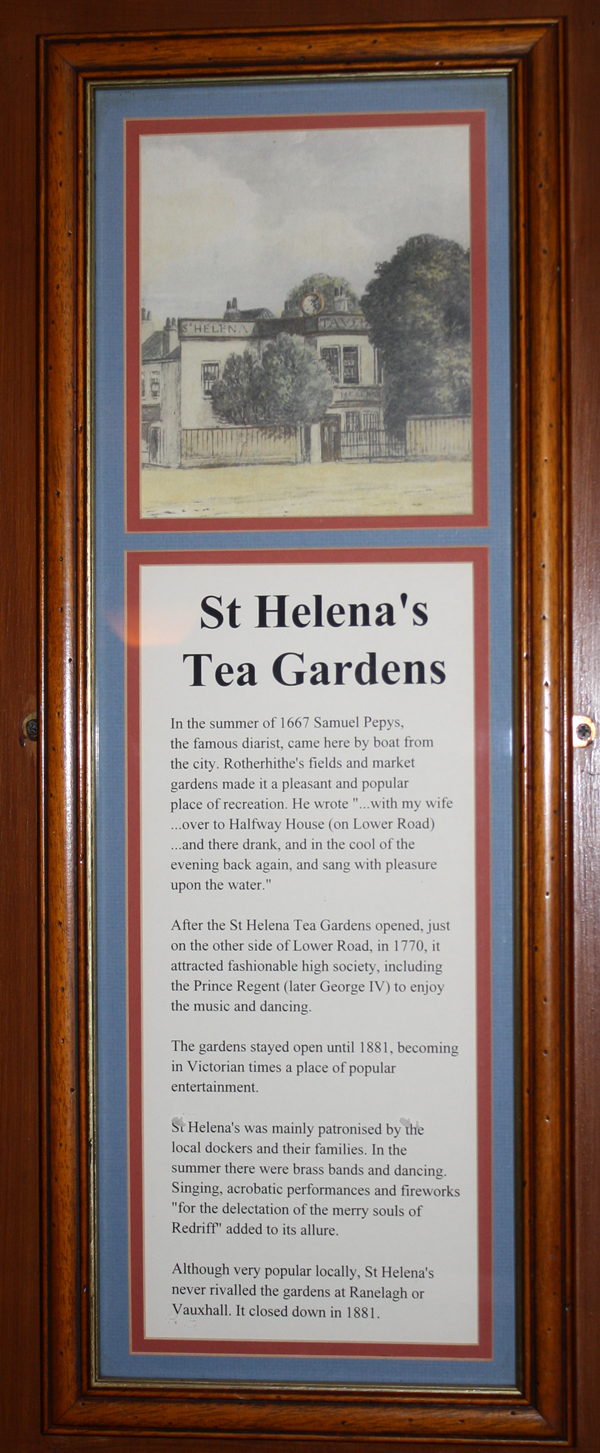 St HELENA
TAV
St Helena's
Tea Gardens
In the summer of 1667 Samuel Pepys,
the famous diarist, came here by boat from
the city. Rotherhithe's fields and market
gardens made it a pleasant and popular
place of recreation. He wrote "...with my wife
...over to Halfway House (on Lower Road)
...and there drank, and in the cool of the
evening back again, and sang with pleasure
upon the water."
After the St Helena Tea Gardens opened, just
on the other side of Lower Road, in 1770, it
attracted fashionable high society, including
the Prince Regent (later George IV) to enjoy
the music and dancing.
The gardens stayed open until 1881, becoming
in Victorian times a place of popular
entertainment.
St Helena's was mainly patronised by the
local dockers and their families. In the
summer there were brass bands and dancing.
Singing, acrobatic performances and fireworks
"for the delectation of the merry souls of
Redriff" added to its allure.
Although very popular locally, St Helena's
never rivalled the gardens at Ranelagh or
Vauxhall. It closed down in 1881.